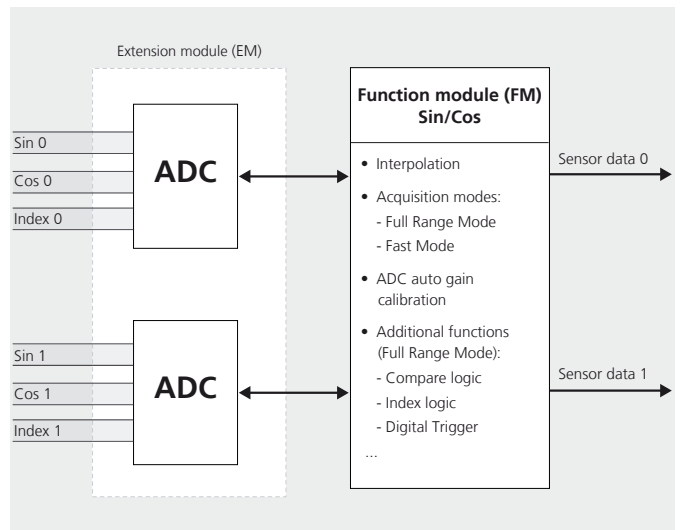 Extension module (EM)
Sin 0
Cos 0
Index 0
ADC
Sin 1
Cos 1
Index 1
ADC
Function module (FM)
Sin/Cos
• Interpolation
• Acquisition modes:
- Full Range Mode
- Fast Mode
• ADC auto gain
calibration
• Additional functions
(Full Range Mode):
- Compare logic
- Index logic
- Digital Trigger
...
Sensor data 0
Sensor data 1